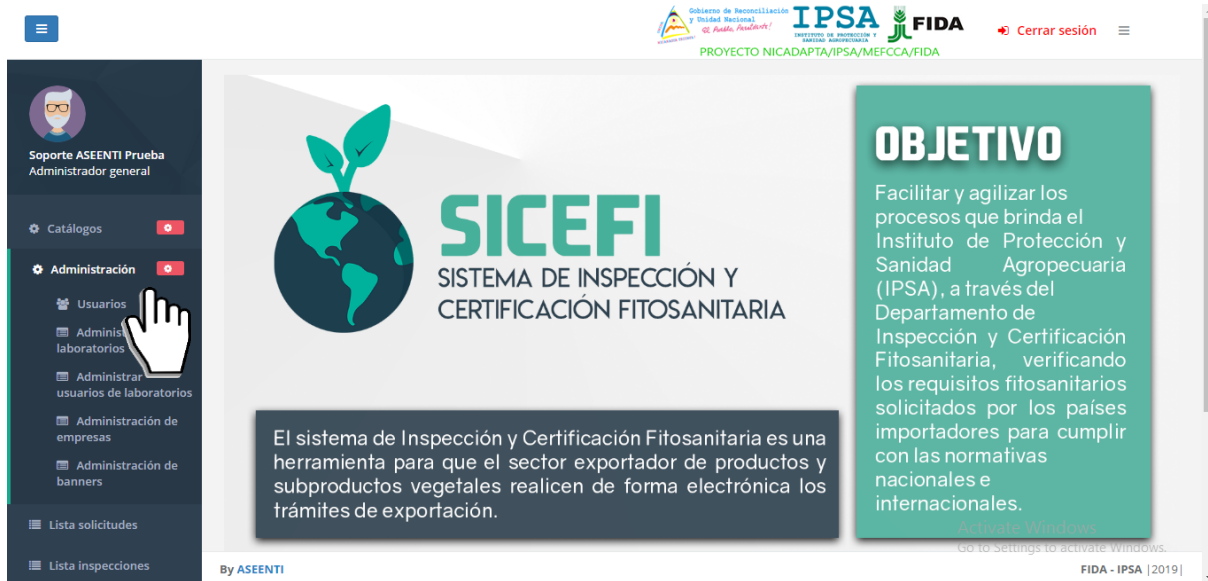 Gobierno de Reconciliación
y Unidad Nacional
El Pueblo, Presidente!
IPSA
INSTITUTO DE PROTECCIÓN Y
SANIDAD AGROPECUARIA
FIDA
PROYECTO NICADAPTA/IPSA/MEFCCA/FIDA
Cerrar sesión
Soporte ASEENTI Prueba
Administrador general
Catálogos
Administración
Usuarios
Administ
laboratorios
Administrar
usuarios de laboratorios
Administración de
empresas
Administración de
banners
Lista solicitudes
Lista inspecciones
SICEFI
SISTEMA DE INSPECCIÓN Y
CERTIFICACIÓN FITOSANITARIA
El sistema de Inspección y Certificación Fitosanitaria es una
herramienta para que el sector exportador de productos y
subproductos vegetales realicen de forma electrónica los
trámites de exportación.
OBJETIVO
Facilitar y agilizar los
procesos que brinda el
Instituto de Protección y
Sanidad Agropecuaria
(IPSA), a través del
Departamento de
Inspección y Certificación
Fitosanitaria, verificando
los requisitos fitosanitarios
solicitados por los países
importadores para cumplir
con las normativas
nacionales e
internacionales.
Activate Windows
Go to Settings to activate Windows.
By ASEENTI
FIDA - IPSA |2019|